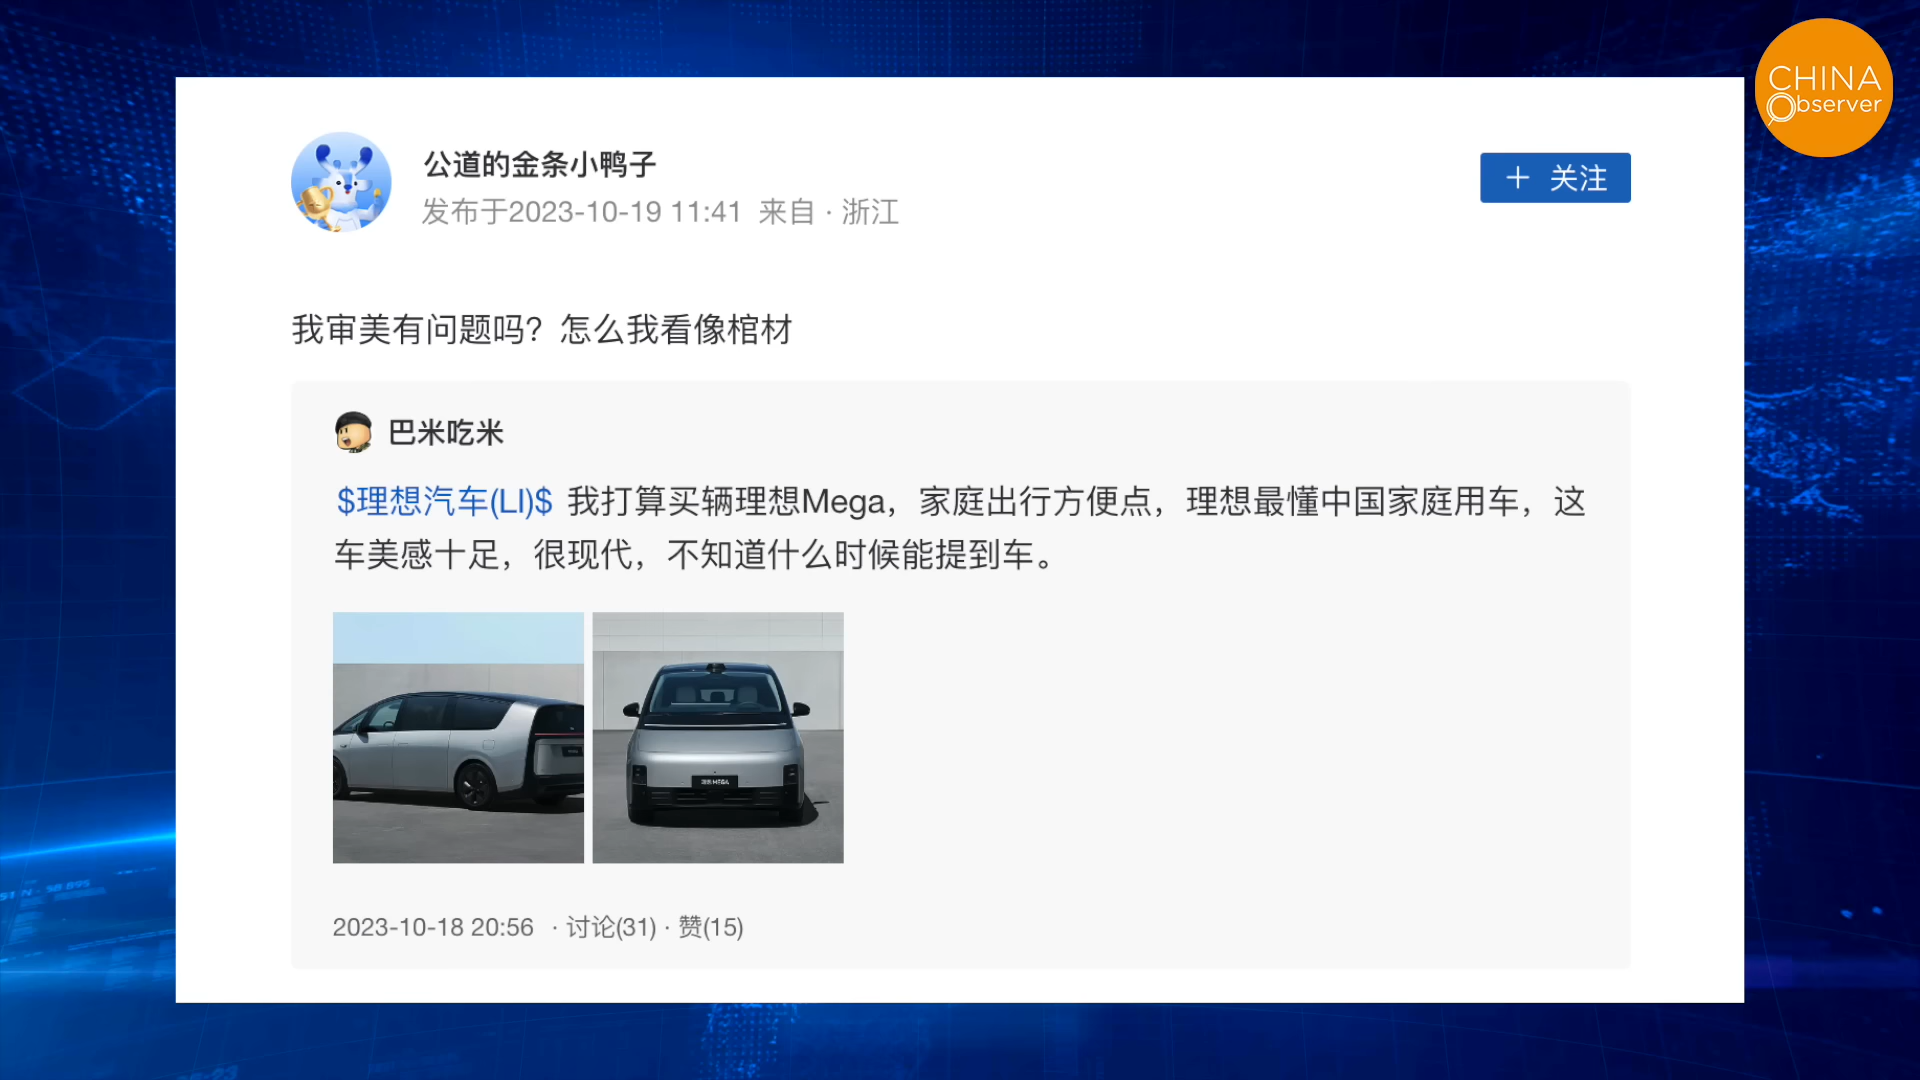 CHINA
Observer
公道的金条小鸭子
发布于2023-10-19 11:41 来自 · 浙江
+ 关注
我审美有问题吗？怎么我看像棺材
巴米吃米
$理想汽车(LI)$ 我打算买辆理想Mega，家庭出行方便点，理想最懂中国家庭用车，这
车美感十足，很现代，不知道什么时候能提到车。
理想 MEGA
2023-10-18 20:56 · 讨论(31) · 赞(15)